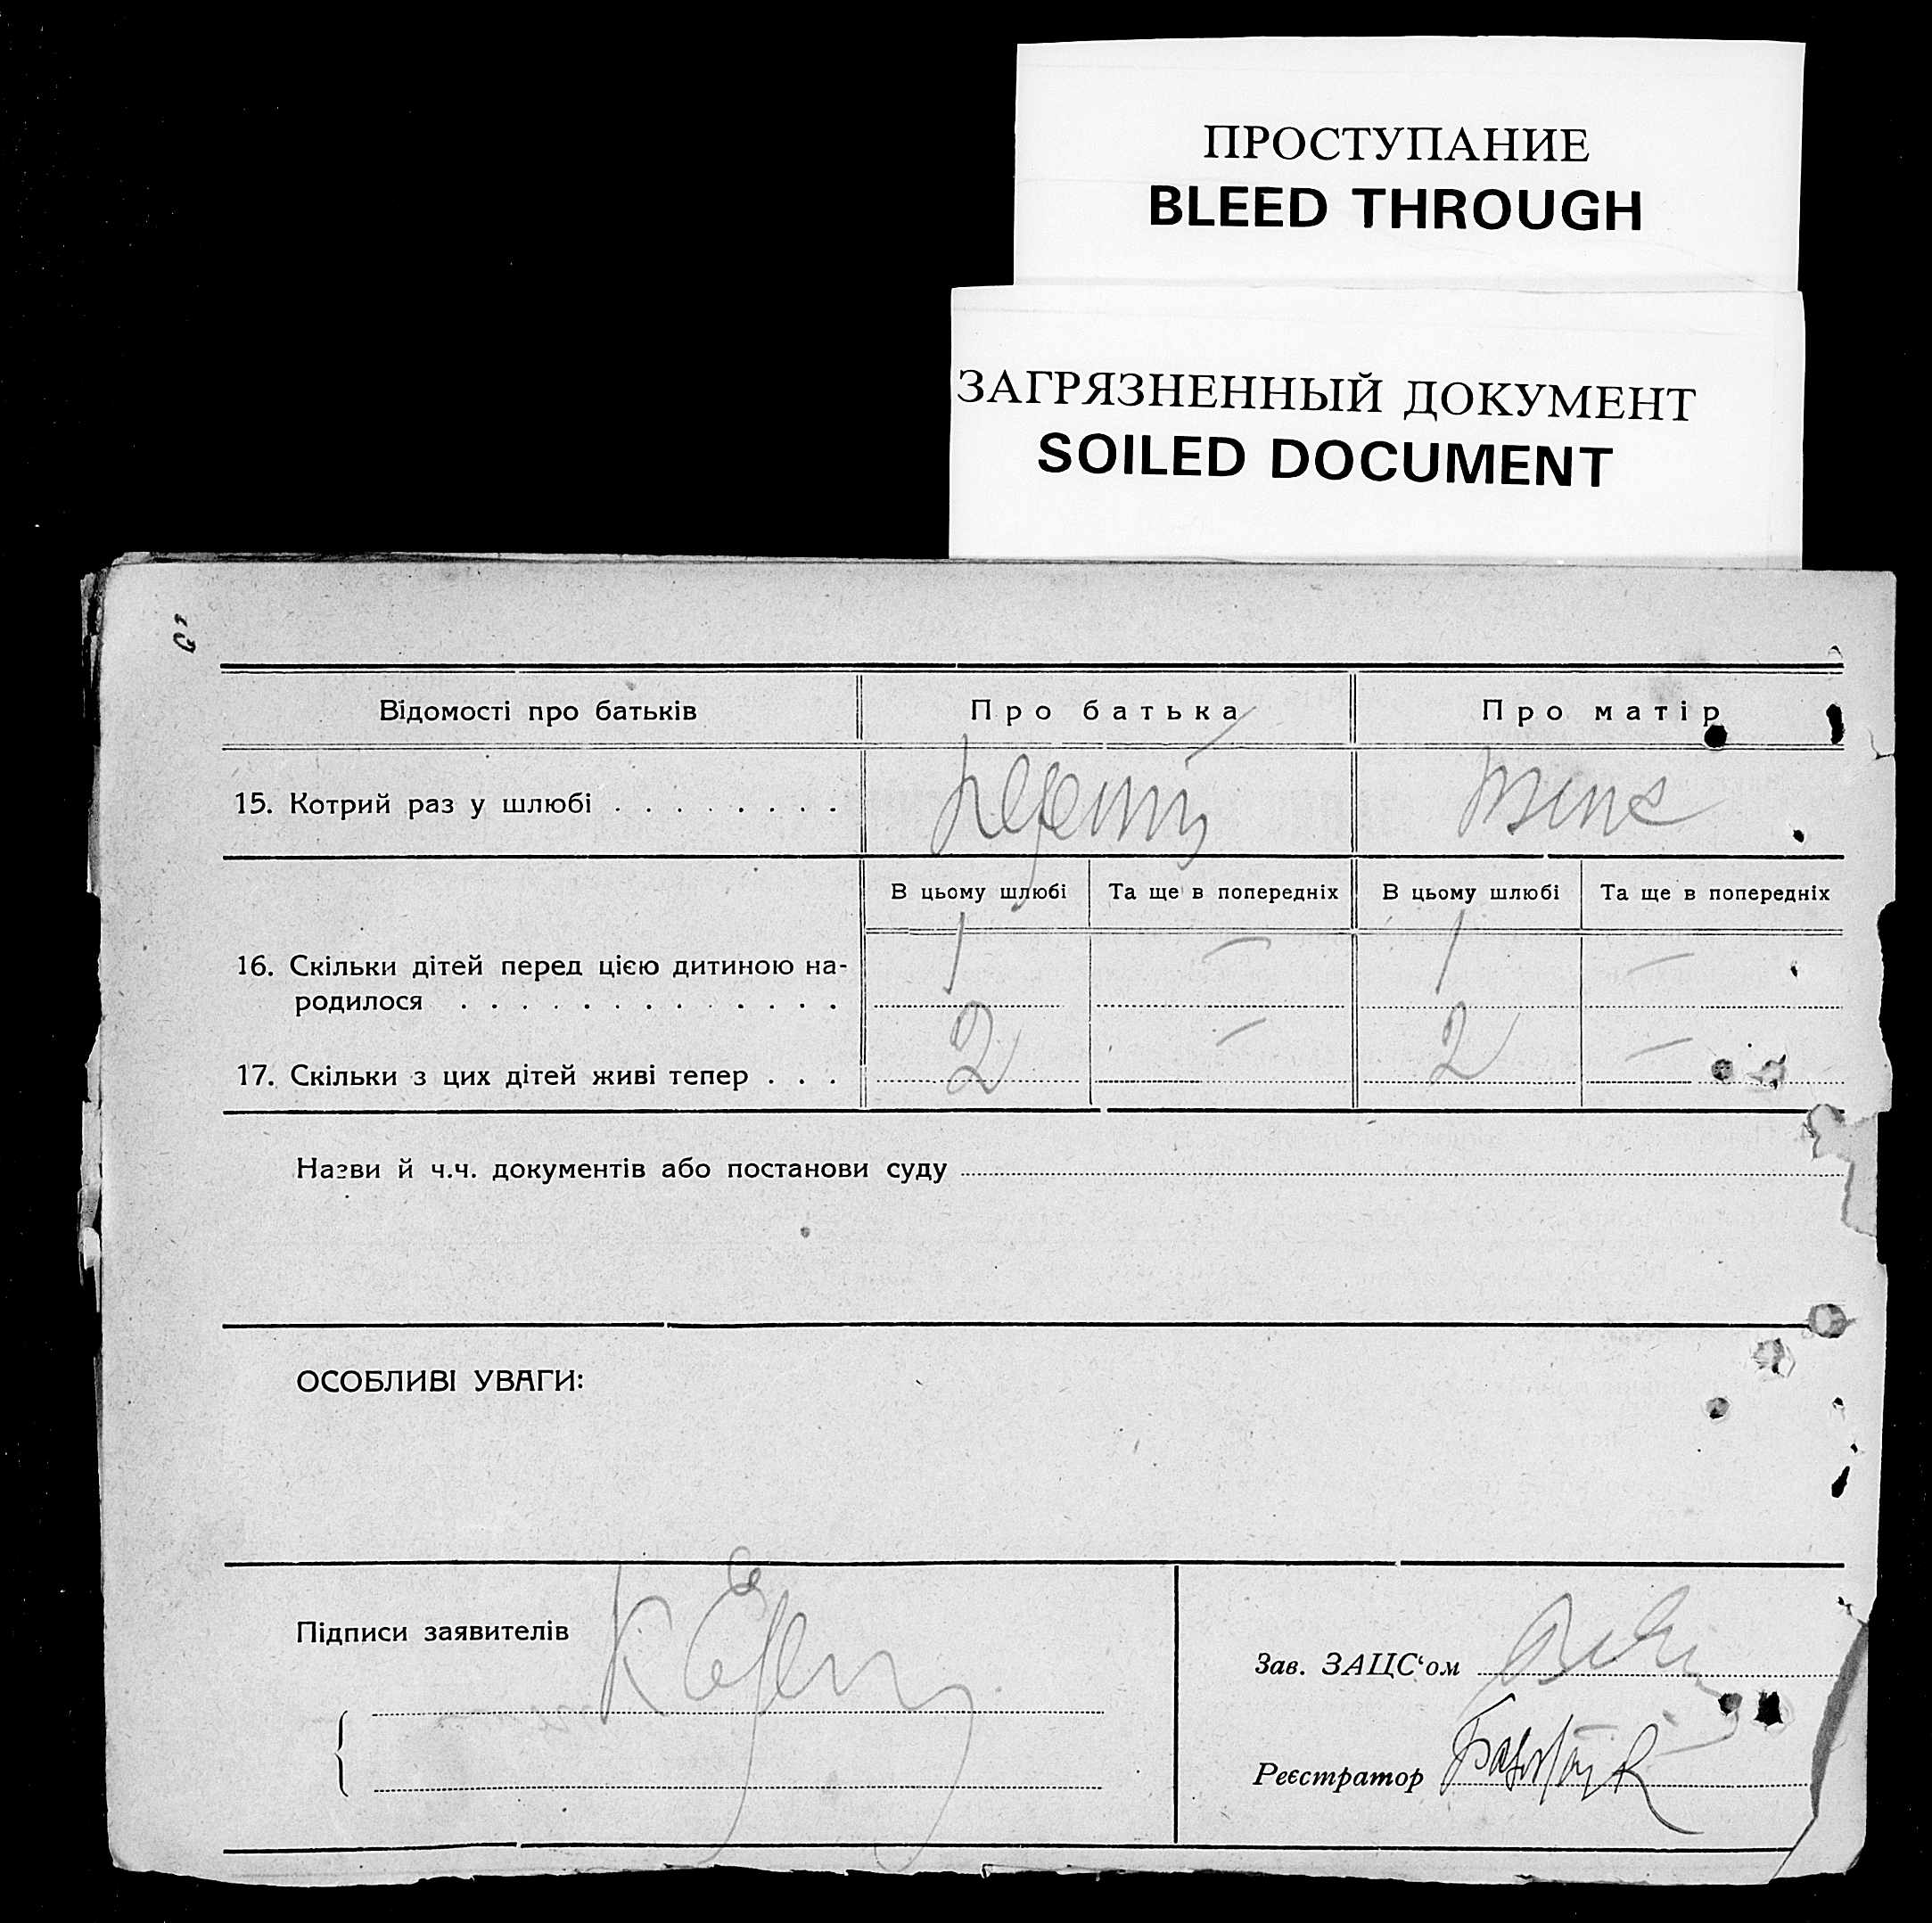 ПРОСТУПАНИЕ
BLEED THROUGH
ЗАГРЯЗНЕННЫЙ ДОКУМЕНТ
SOILED DOCUMENT
Відомості про батьків Про батька Про матір
15. Котрий раз у шлюбі . . . . . . . . перший тоже
В цьому шлюбі Та ще в попередніх В цьому шлюбі Та ще в попередніх
16. Скільки дітей перед цією дитиною на- 1 — 1 —
родилося . . . . . . . . . . . . .
17. Скільки з цих дітей живі тепер . . . 2 — 2 —
Назви й ч.ч. документів або постанови суду
ОСОБЛИВІ УВАГИ:
Підписи заявителів
Зав. ЗАЦС‘ом
Реєстратор